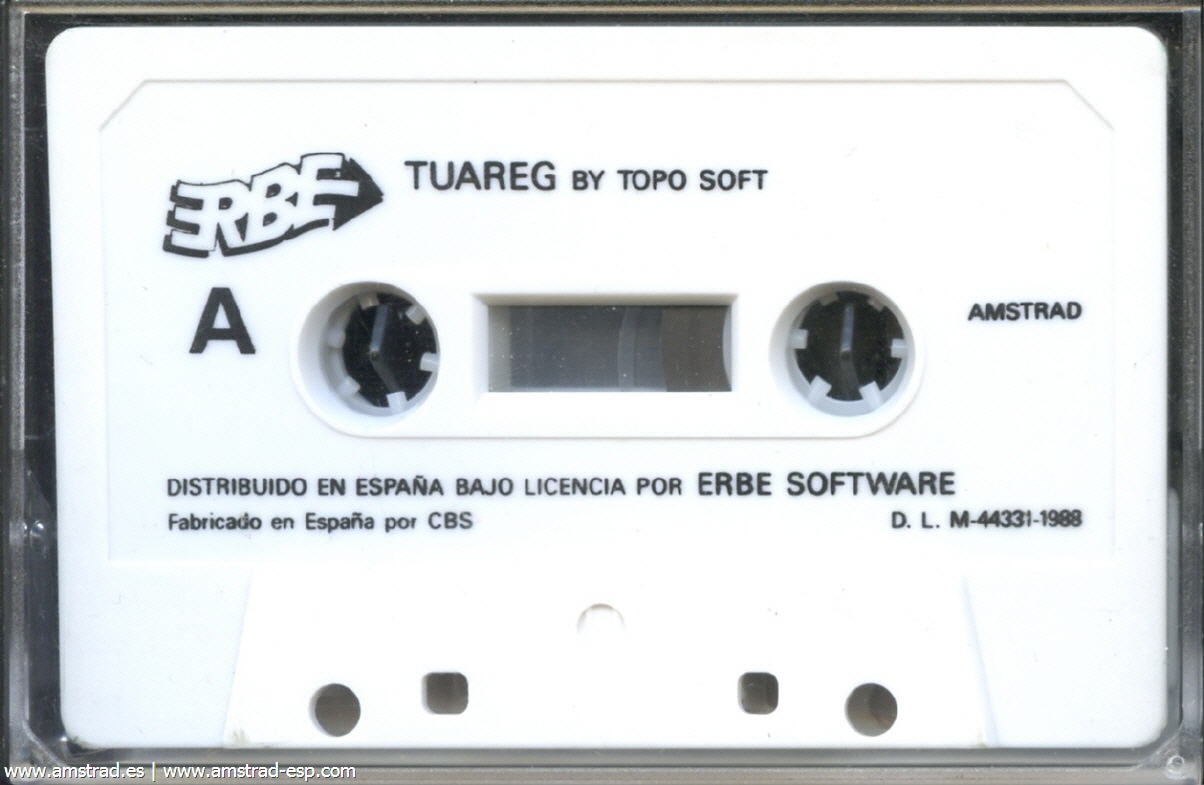 ERBE
TUAREG BY TOPO SOFT
A
AMSTRAD
DISTRIBUIDO EN ESPAÑA BAJO LICENCIA POR ERBE SOFTWARE
Fabricado en España por CBS
D. L. M-44331-1988
www.amstrad.es | www.amstrad-esp.com